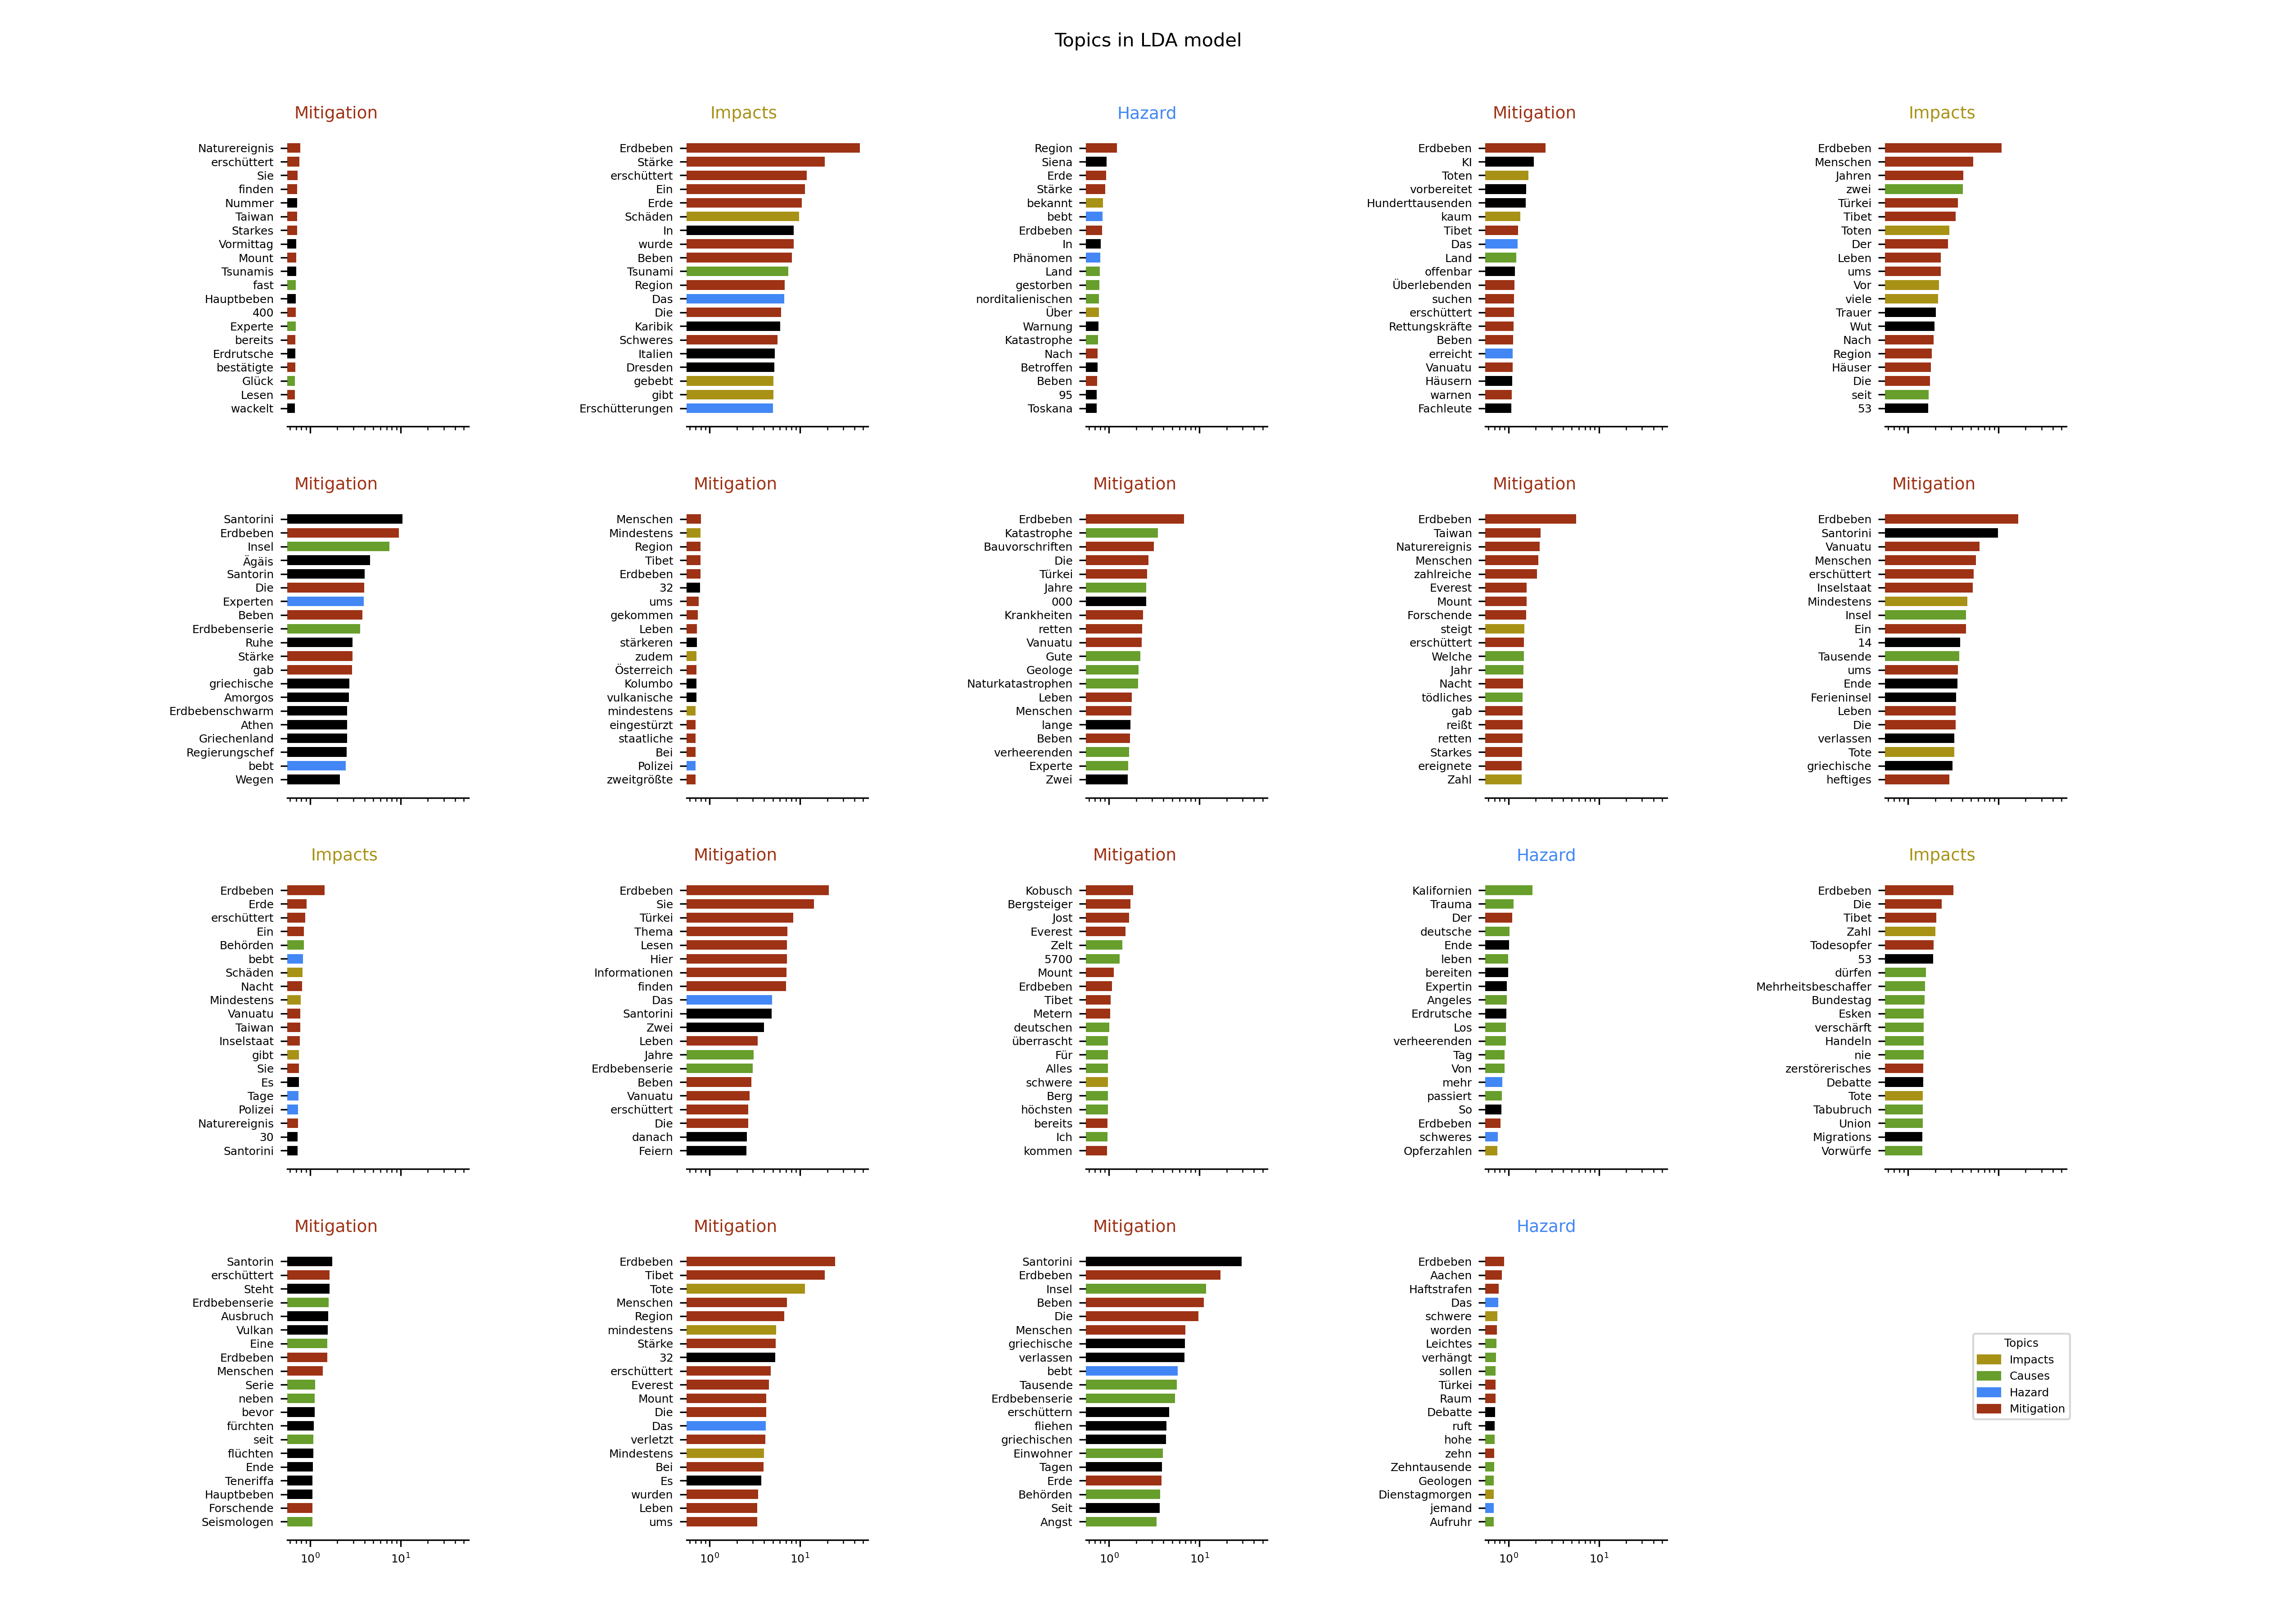 Topics in LDA model
Mitigation
Naturereignis
erschüttert
Sie
finden
Nummer
Taiwan
Starkes
Vormittag
Mount
Tsunamis
fast
Hauptbeben
400
Experte
bereits
Erdrutsche
bestätigte
Glück
Lesen
wackelt
Impacts
Erdbeben
Stärke
erschüttert
Ein
Erde
Schäden
In
wurde
Beben
Tsunami
Region
Das
Die
Karibik
Schweres
Italien
Dresden
gebebt
gibt
Erschütterungen
Hazard
Region
Siena
Erde
Stärke
bekannt
bebt
Erdbeben
In
Phänomen
Land
gestorben
norditalienischen
Über
Warnung
Katastrophe
Nach
Betroffen
Beben
95
Toskana
Mitigation
Erdbeben
KI
Toten
vorbereitet
Hunderttausenden
kaum
Tibet
Das
Land
offenbar
Überlebenden
suchen
erschüttert
Rettungskräfte
Beben
erreicht
Vanuatu
Häusern
warnen
Fachleute
Impacts
Erdbeben
Menschen
Jahren
zwei
Türkei
Tibet
Toten
Der
Leben
ums
Vor
viele
Trauer
Wut
Nach
Region
Häuser
Die
seit
53
Mitigation
Santorini
Erdbeben
Insel
Ägäis
Santorin
Die
Experten
Beben
Erdbebenserie
Ruhe
Stärke
gab
griechische
Amorgos
Erdbebenschwarm
Athen
Griechenland
Regierungschef
bebt
Wegen
Mitigation
Menschen
Mindestens
Region
Tibet
Erdbeben
32
ums
gekommen
Leben
stärkeren
zudem
Österreich
Kolumbo
vulkanische
mindestens
eingestürzt
staatliche
Bei
Polizei
zweitgrößte
Mitigation
Erdbeben
Katastrophe
Bauvorschriften
Die
Türkei
Jahre
000
Krankheiten
retten
Vanuatu
Gute
Geologe
Naturkatastrophen
Leben
Menschen
lange
Beben
verheerenden
Experte
Zwei
Mitigation
Erdbeben
Taiwan
Naturereignis
Menschen
zahlreiche
Everest
Mount
Forschende
steigt
erschüttert
Welche
Jahr
Nacht
tödliches
gab
reißt
retten
Starkes
ereignete
Zahl
Mitigation
Erdbeben
Santorini
Vanuatu
Menschen
erschüttert
Inselstaat
Mindestens
Insel
Ein
14
Tausende
ums
Ende
Ferieninsel
Leben
Die
verlassen
Tote
griechische
heftiges
Impacts
Erdbeben
Erde
erschüttert
Ein
Behörden
bebt
Schäden
Nacht
Mindestens
Vanuatu
Taiwan
Inselstaat
gibt
Sie
Es
Tage
Polizei
Naturereignis
30
Santorini
Mitigation
Erdbeben
Sie
Türkei
Thema
Lesen
Hier
Informationen
finden
Das
Santorini
Zwei
Leben
Jahre
Erdbebenserie
Beben
Vanuatu
erschüttert
Die
danach
Feiern
Mitigation
Kobusch
Bergsteiger
Jost
Everest
Zelt
5700
Mount
Erdbeben
Tibet
Metern
deutschen
überrascht
Für
Alles
schwere
Berg
höchsten
bereits
Ich
kommen
Hazard
Kalifornien
Trauma
Der
deutsche
Ende
leben
bereiten
Expertin
Angeles
Erdrutsche
Los
verheerenden
Tag
Von
mehr
passiert
So
Erdbeben
schweres
Opferzahlen
Impacts
Erdbeben
Die
Tibet
Zahl
Todesopfer
53
dürfen
Mehrheitsbeschaffer
Bundestag
Esken
verschärft
Handeln
nie
zerstörerisches
Debatte
Tote
Tabubruch
Union
Migrations
Vorwürfe
Mitigation
Santorin
erschüttert
Steht
Erdbebenserie
Ausbruch
Vulkan
Eine
Erdbeben
Menschen
Serie
neben
bevor
fürchten
seit
flüchten
Ende
Teneriffa
Hauptbeben
Forschende
Seismologen
10⁰ 10¹
Mitigation
Erdbeben
Tibet
Tote
Menschen
Region
mindestens
Stärke
32
erschüttert
Everest
Mount
Die
Das
verletzt
Mindestens
Bei
Es
wurden
Leben
ums
10⁰ 10¹
Mitigation
Santorini
Erdbeben
Insel
Beben
Die
Menschen
griechische
verlassen
bebt
Tausende
Erdbebenserie
erschüttern
fliehen
griechischen
Einwohner
Tagen
Erde
Behörden
Seit
Angst
10⁰ 10¹
Hazard
Erdbeben
Aachen
Haftstrafen
Das
schwere
worden
Leichtes
verhängt
sollen
Türkei
Raum
Debatte
ruft
hohe
zehn
Zehntausende
Geologen
Dienstagmorgen
jemand
Aufruhr
10⁰ 10¹
Topics
Impacts
Causes
Hazard
Mitigation